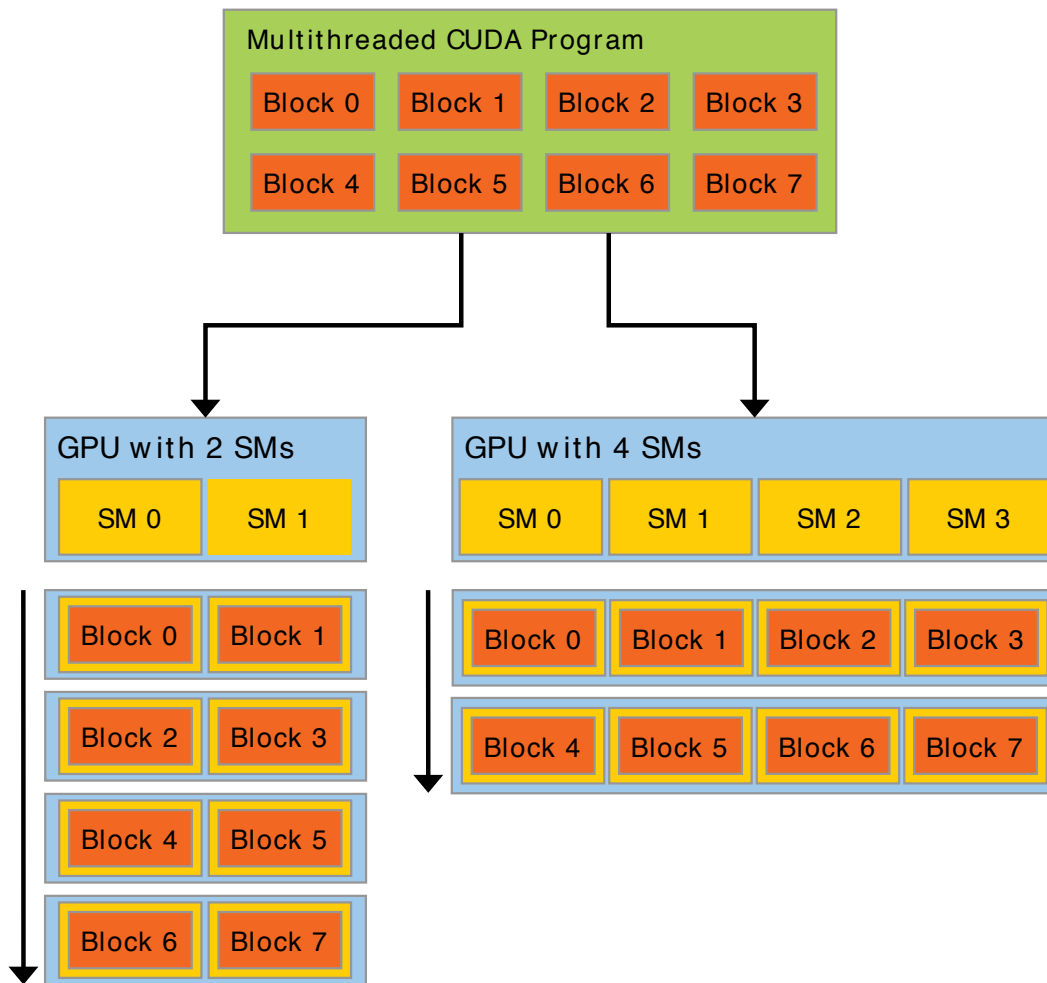 Multithreaded CUDA Program
Block 0 Block 1 Block 2 Block 3
Block 4 Block 5 Block 6 Block 7
GPU with 2 SMs
SM 0 SM 1
Block 0 Block 1
Block 2 Block 3
Block 4 Block 5
Block 6 Block 7
GPU with 4 SMs
SM 0 SM 1 SM 2 SM 3
Block 0 Block 1 Block 2 Block 3
Block 4 Block 5 Block 6 Block 7